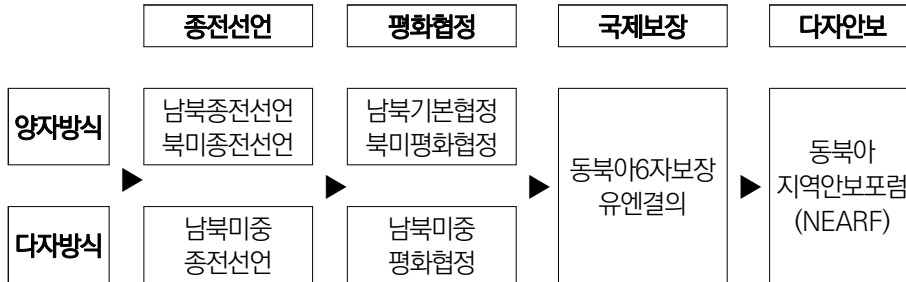 종전선언
평화협정
국제보장
다자안보
양자방식
▶
남북종전선언
북미종전선언
▶
남북기본협정
북미평화협정
▶
동북아6자보장
유엔결의
▶
동북아
지역안보포럼
(NEARF)
다자방식
남북미중
종전선언
남북미중
평화협정